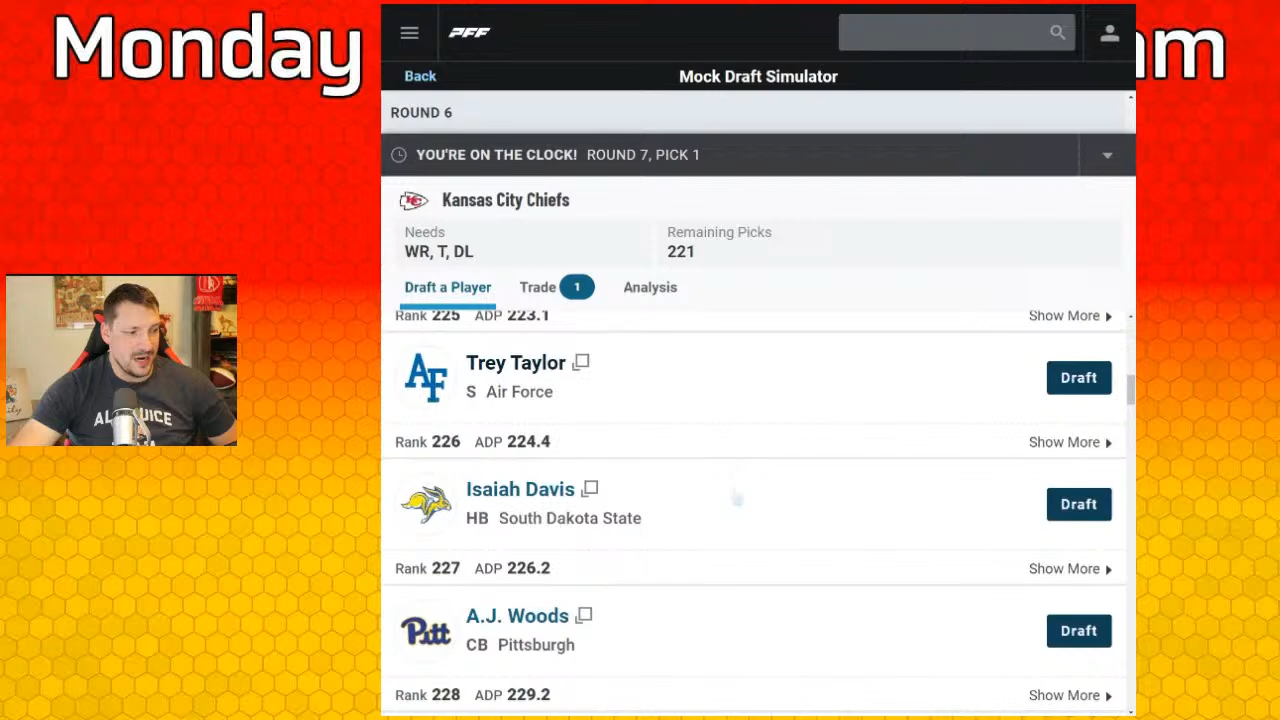 Monday
am
PFF
Back
Mock Draft Simulator
ROUND 6
YOU'RE ON THE CLOCK! ROUND 7, PICK 1
Kansas City Chiefs
Needs
WR, T, DL
Remaining Picks
221
Draft a Player
Trade 1
Analysis
Rank 225 ADP 223.1
Show More
AF
Trey Taylor
S Air Force
Draft
Rank 226 ADP 224.4
Show More
Isaiah Davis
HB South Dakota State
Draft
Rank 227 ADP 226.2
Show More
Pitt
A.J. Woods
CB Pittsburgh
Draft
Rank 228 ADP 229.2
Show More